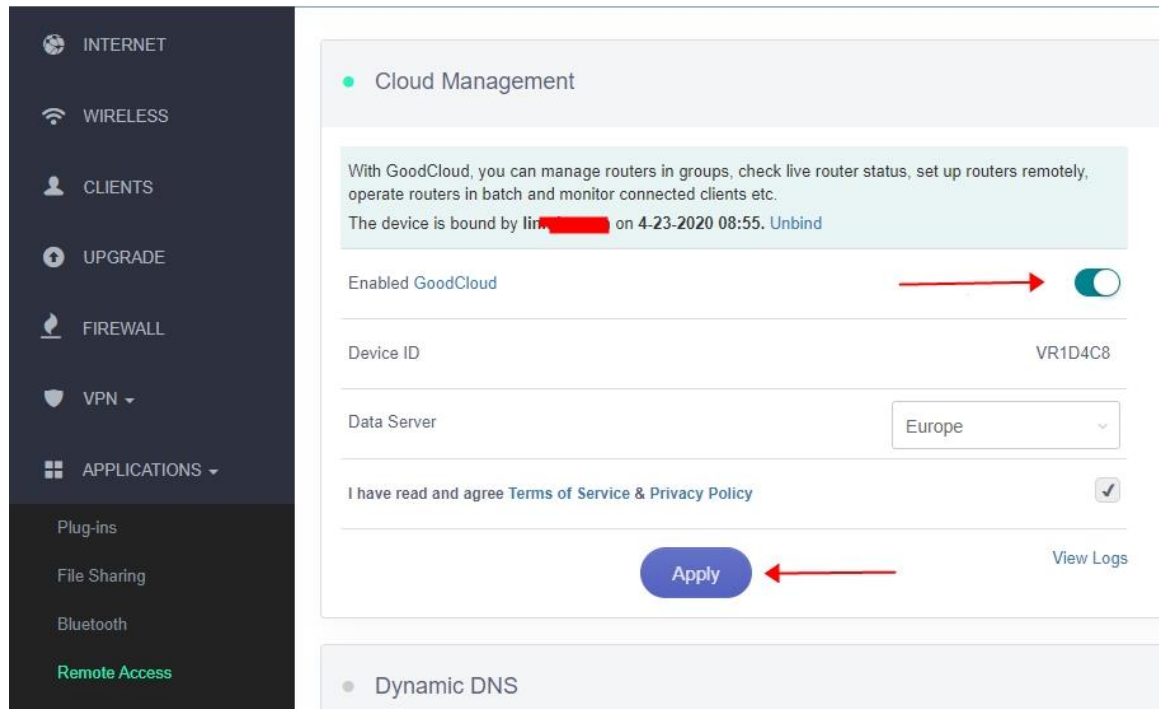 INTERNET
WIRELESS
CLIENTS
UPGRADE
FIREWALL
VPN
APPLICATIONS
Plug-ins
File Sharing
Bluetooth
Remote Access
Cloud Management
With GoodCloud, you can manage routers in groups, check live router status, set up routers remotely,
operate routers in batch and monitor connected clients etc.
The device is bound by on 4-23-2020 08:55. Unbind
Enabled GoodCloud
Device ID VR1D4C8
Data Server Europe
I have read and agree Terms of Service & Privacy Policy
Apply View Logs
Dynamic DNS